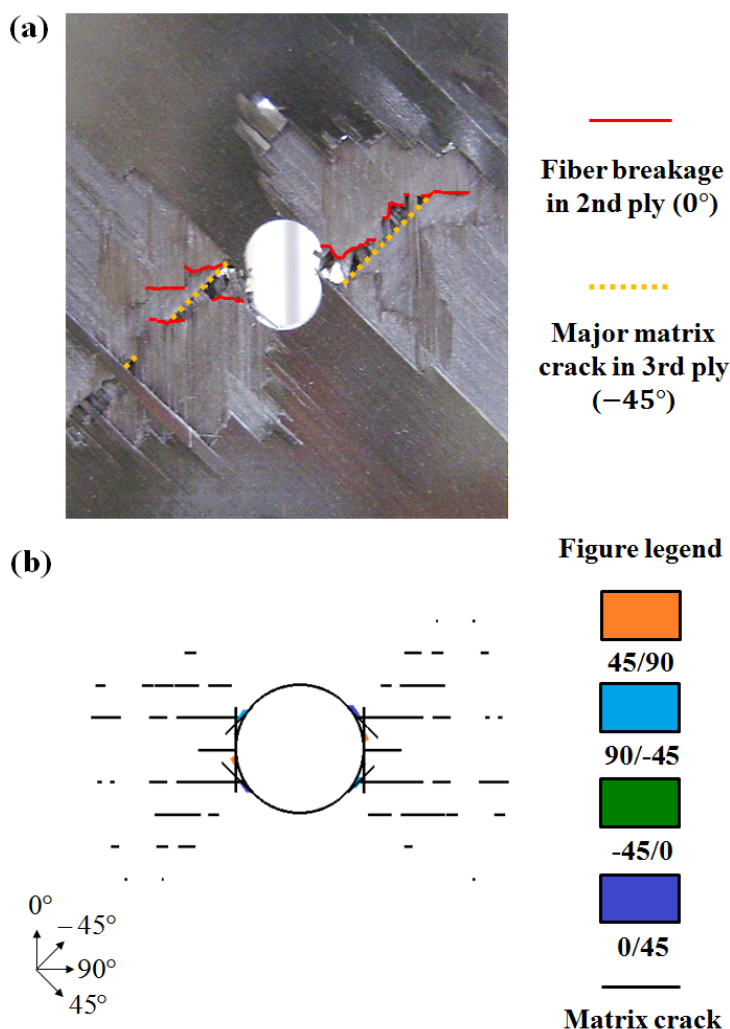 (a)
Fiber breakage
in 2nd ply (0°)
Major matrix
crack in 3rd ply
(−45°)
(b)
Figure legend
45/90
90/-45
-45/0
0/45
Matrix crack
0°
−45°
90°
45°